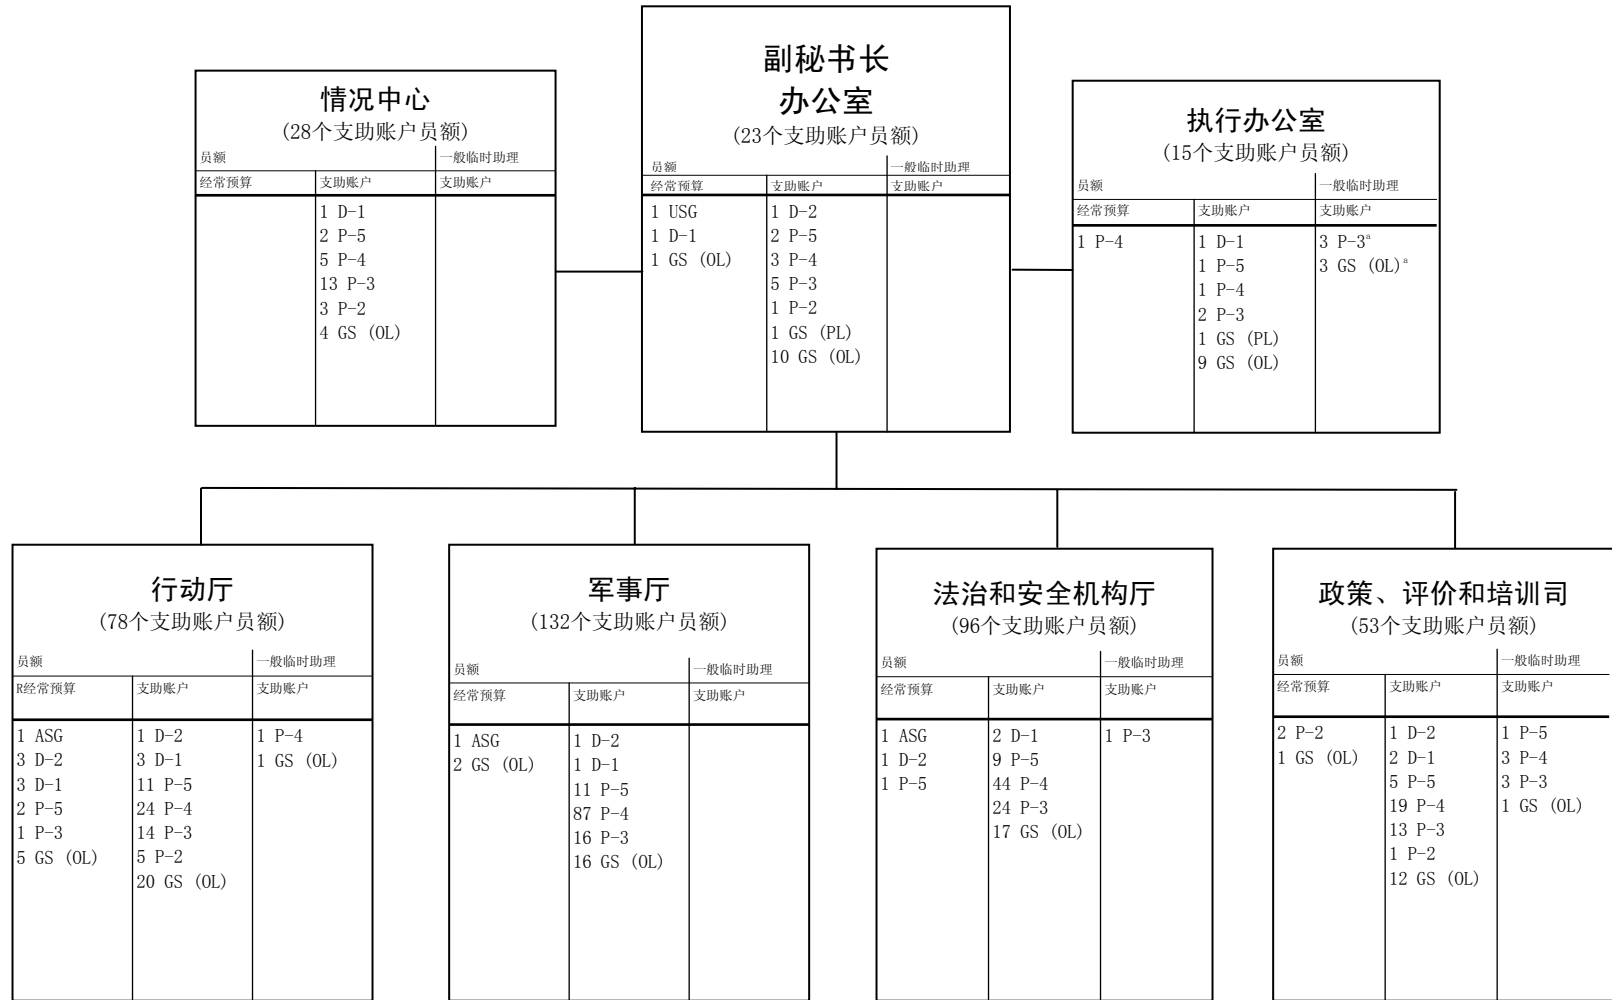 副秘书长
办公室
(23个支助账户员额)
员额 一般临时助理
经常预算 支助账户 支助账户
1 USG 1 D-2
1 D-1 2 P-5
1 GS (OL) 3 P-4
5 P-3
1 P-2
1 GS (PL)
10 GS (OL)
情况中心
(28个支助账户员额)
员额 一般临时助理
经常预算 支助账户 支助账户
1 D-1
2 P-5
5 P-4
13 P-3
3 P-2
4 GS (OL)
执行办公室
(15个支助账户员额)
员额 一般临时助理
经常预算 支助账户 支助账户
1 P-4 1 D-1 3 P-3ª
1 P-5 3 GS (OL)ª
1 P-4
2 P-3
1 GS (PL)
9 GS (OL)
行动厅
(78个支助账户员额)
员额 一般临时助理
R经常预算 支助账户 支助账户
1 ASG 1 D-2 1 P-4
3 D-2 3 D-1 1 GS (OL)
3 D-1 11 P-5
2 P-5 24 P-4
1 P-3 14 P-3
5 GS (OL) 5 P-2
20 GS (OL)
军事厅
(132个支助账户员额)
员额 一般临时助理
经常预算 支助账户 支助账户
1 ASG 1 D-2
2 GS (OL) 1 D-1
11 P-5
87 P-4
16 P-3
16 GS (OL)
法治和安全机构厅
(96个支助账户员额)
员额 一般临时助理
经常预算 支助账户 支助账户
1 ASG 2 D-1 1 P-3
1 D-2 9 P-5
1 P-5 44 P-4
24 P-3
17 GS (OL)
政策、评价和培训司
(53个支助账户员额)
员额 一般临时助理
经常预算 支助账户 支助账户
2 P-2 1 D-2 1 P-5
1 GS (OL) 2 D-1 3 P-4
5 P-5 3 P-3
19 P-4 1 GS (OL)
13 P-3
1 P-2
12 GS (OL)